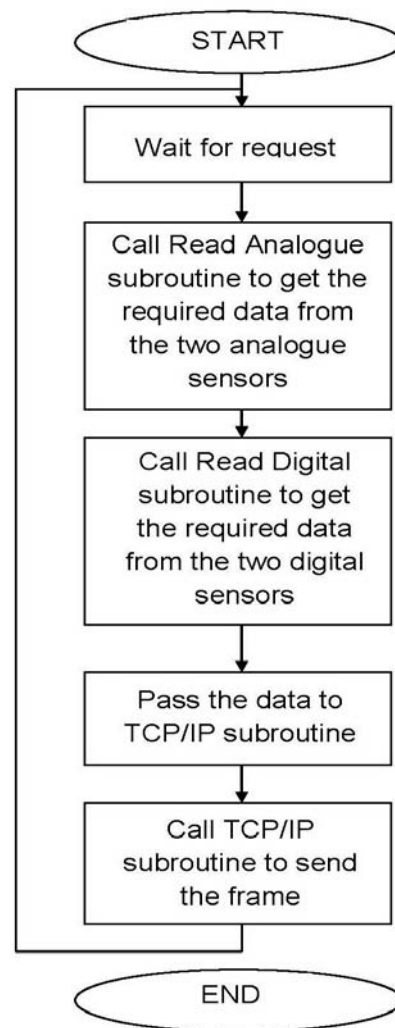 START
Wait for request
Call Read Analogue
subroutine to get the
required data from
the two analogue
sensors
Call Read Digital
subroutine to get
the required data
from the two digital
sensors
Pass the data to
TCP/IP subroutine
Call TCP/IP
subroutine to send
the frame
END